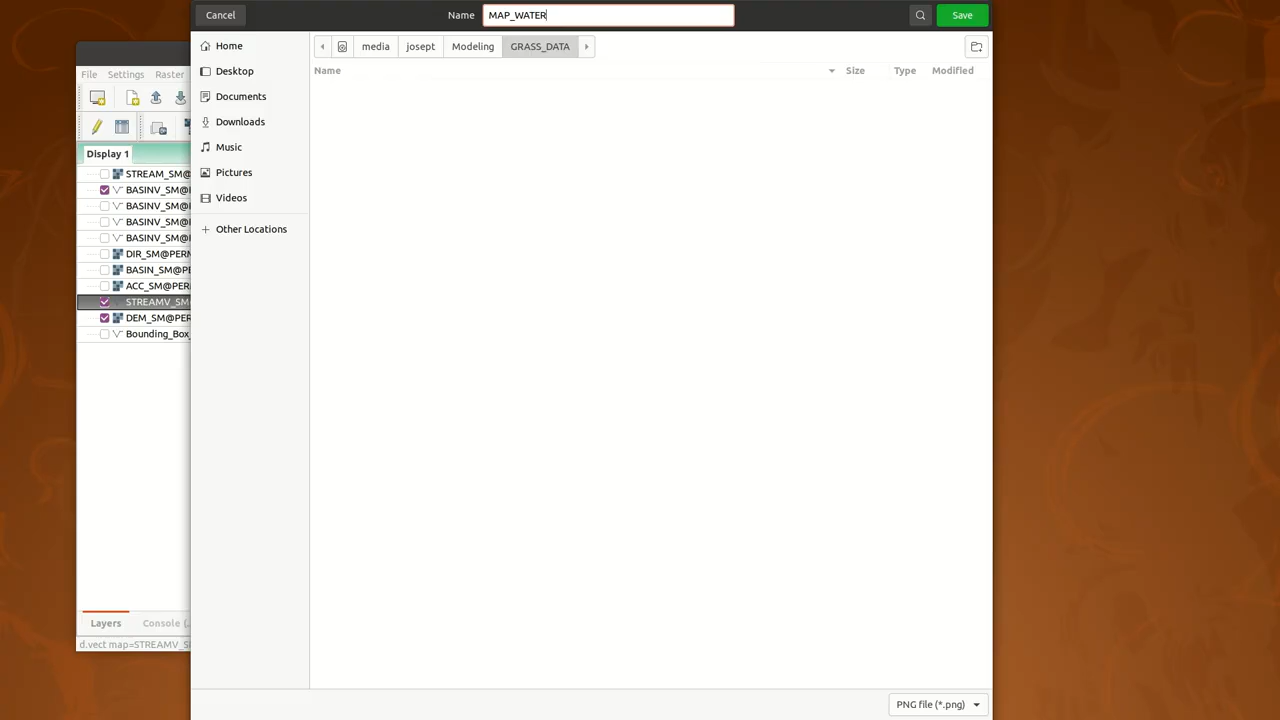 Cancel
Name
MAP_WATER
Save
Home
Desktop
Documents
Downloads
Music
Pictures
Videos
Other Locations
media
josept
Modeling
GRASS_DATA
Name
Size
Type
Modified
File Settings Raster
Display 1
STREAM_SM@
BASINV_SM@
BASINV_SM@
BASINV_SM@
BASINV_SM@
DIR_SM@PERM
BASIN_SM@PE
ACC_SM@PER
STREAMV_SM
DEM_SM@PER
Bounding_Box_
Layers
Console (..
d.vect map=STREAMV_S
PNG file (*.png)